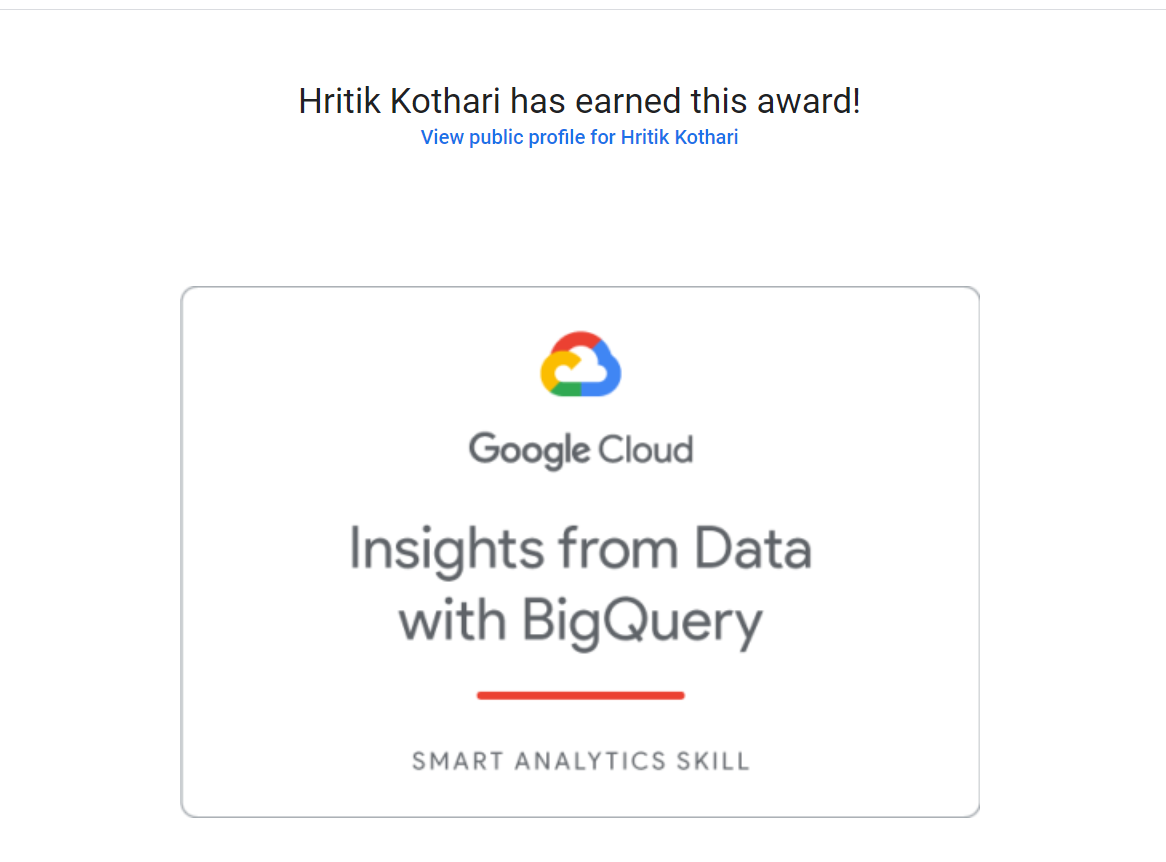 Hritik Kothari has earned this award!
View public profile for Hritik Kothari
Google Cloud
Insights from Data
with BigQuery
SMART ANALYTICS SKILL